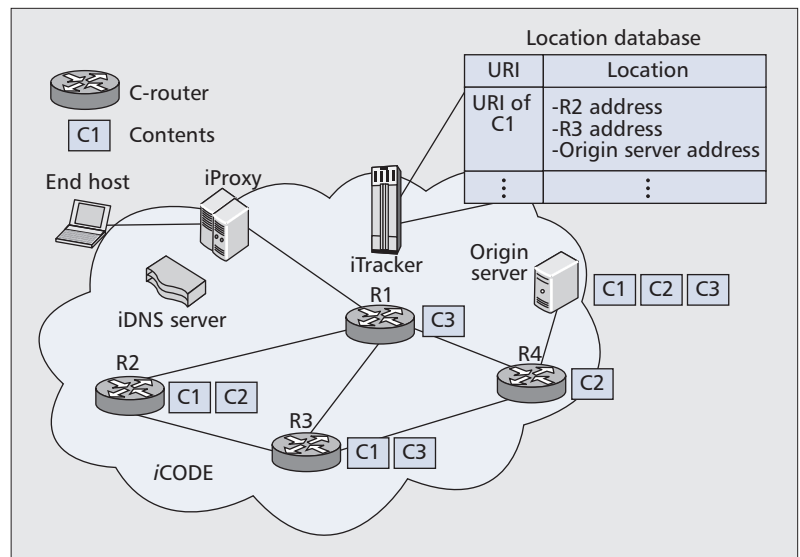 Location database
URI
Location
C-router
URI of
C1
-R2 address
-R3 address
-Origin server address
C1
Contents
⋮
⋮
End host
iProxy
iTracker
Origin
server
C1
C2
C3
iDNS server
R1
C3
R4
C2
R2
C1
C2
R3
C1
C3
iCODE